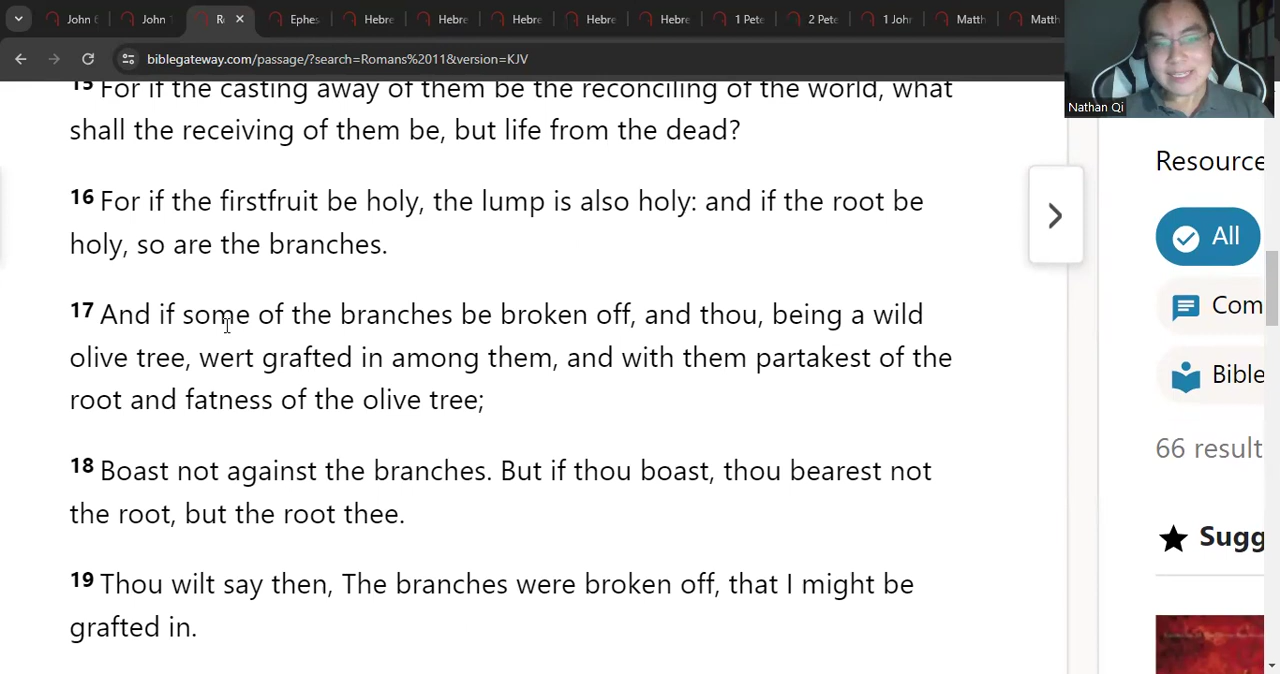 John 6
John 1
R
Ephes
Hebre
Hebre
Hebre
Hebre
Hebre
1 Pete
2 Pete
1 John
Matth
Matth
biblegateway.com/passage/?search=Romans%2011&version=KJV
Nathan Qi
15 For if the casting away of them be the reconciling of the world, what
shall the receiving of them be, but life from the dead?
16 For if the firstfruit be holy, the lump is also holy: and if the root be
holy, so are the branches.
17 And if some of the branches be broken off, and thou, being a wild
olive tree, wert grafted in among them, and with them partakest of the
root and fatness of the olive tree;
18 Boast not against the branches. But if thou boast, thou bearest not
the root, but the root thee.
19 Thou wilt say then, The branches were broken off, that I might be
grafted in.
Resource
All
Com
Bible
66 result
Sugg